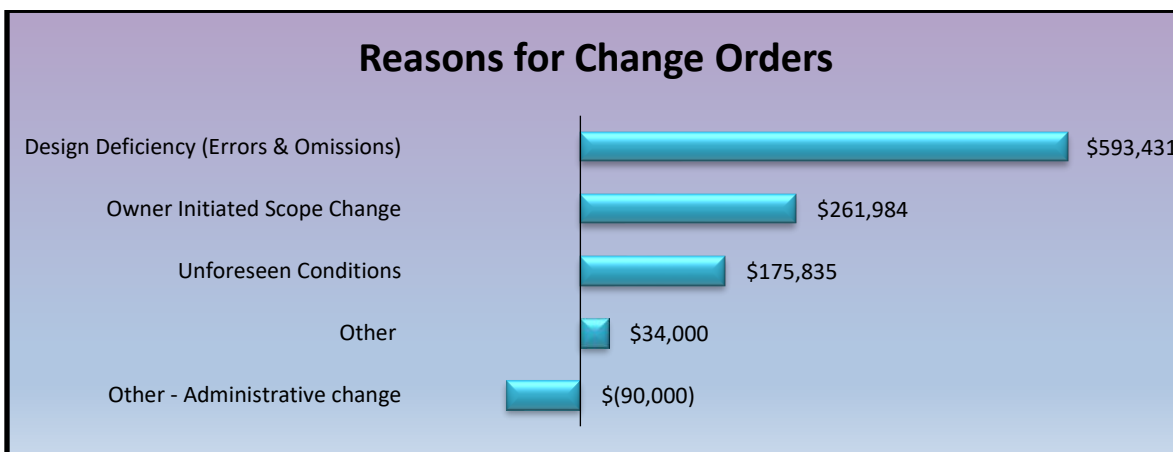 Reasons for Change Orders
Design Deficiency (Errors & Omissions) $593,431
Owner Initiated Scope Change $261,984
Unforeseen Conditions $175,835
Other $34,000
Other - Administrative change $(90,000)